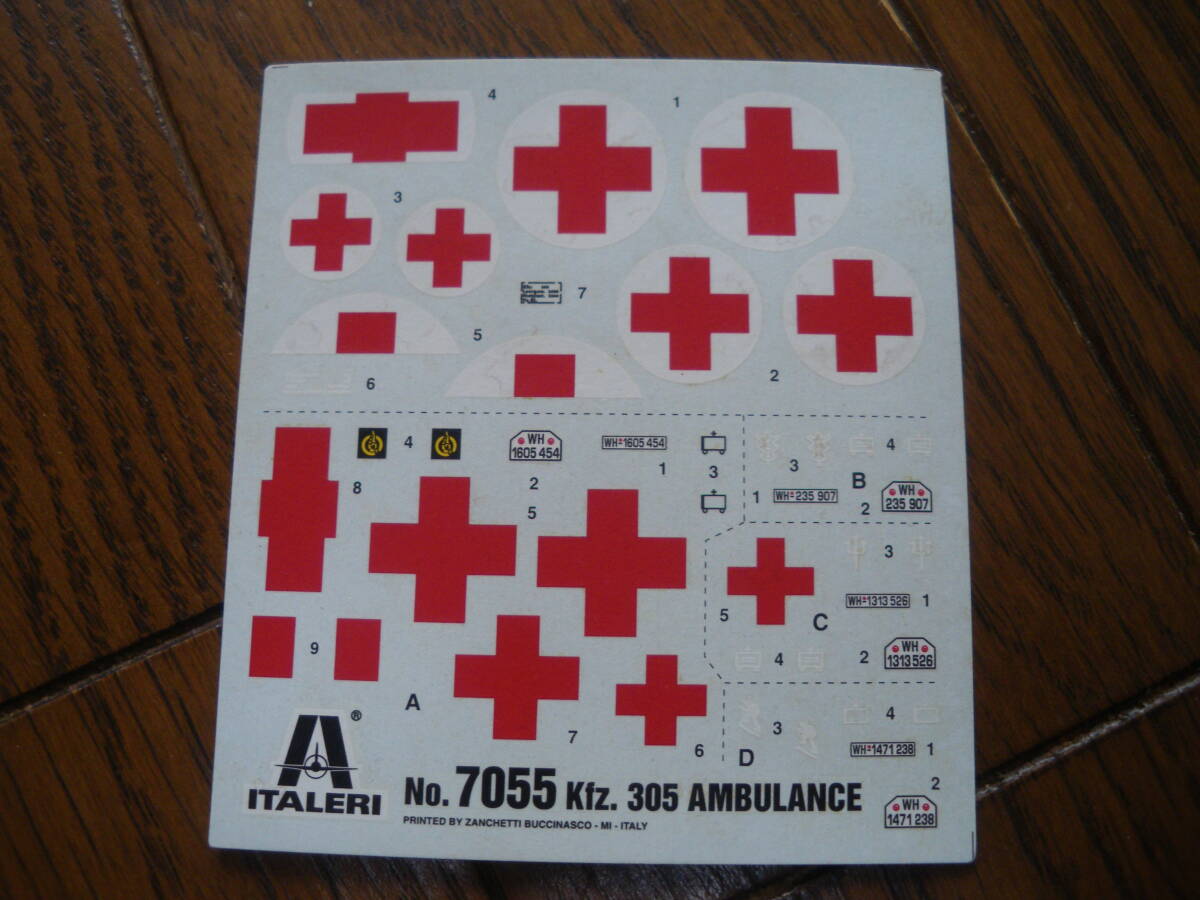 4
1
3
7
5
2
6
4
WH
1605 454
WH 1605 454
1
3
2
5
8
4
3
B
1
WH 235 907
2
WH
235 907
3
WH 1313 526
1
5
C
4
2
WH
1313 526
9
A
7
6
3
4
D
WH 1471 238
1
2
WH
1471 238
®
ITALERI
No. 7055 Kfz. 305 AMBULANCE
PRINTED BY ZANCHETTI BUCCINASCO - MI - ITALY